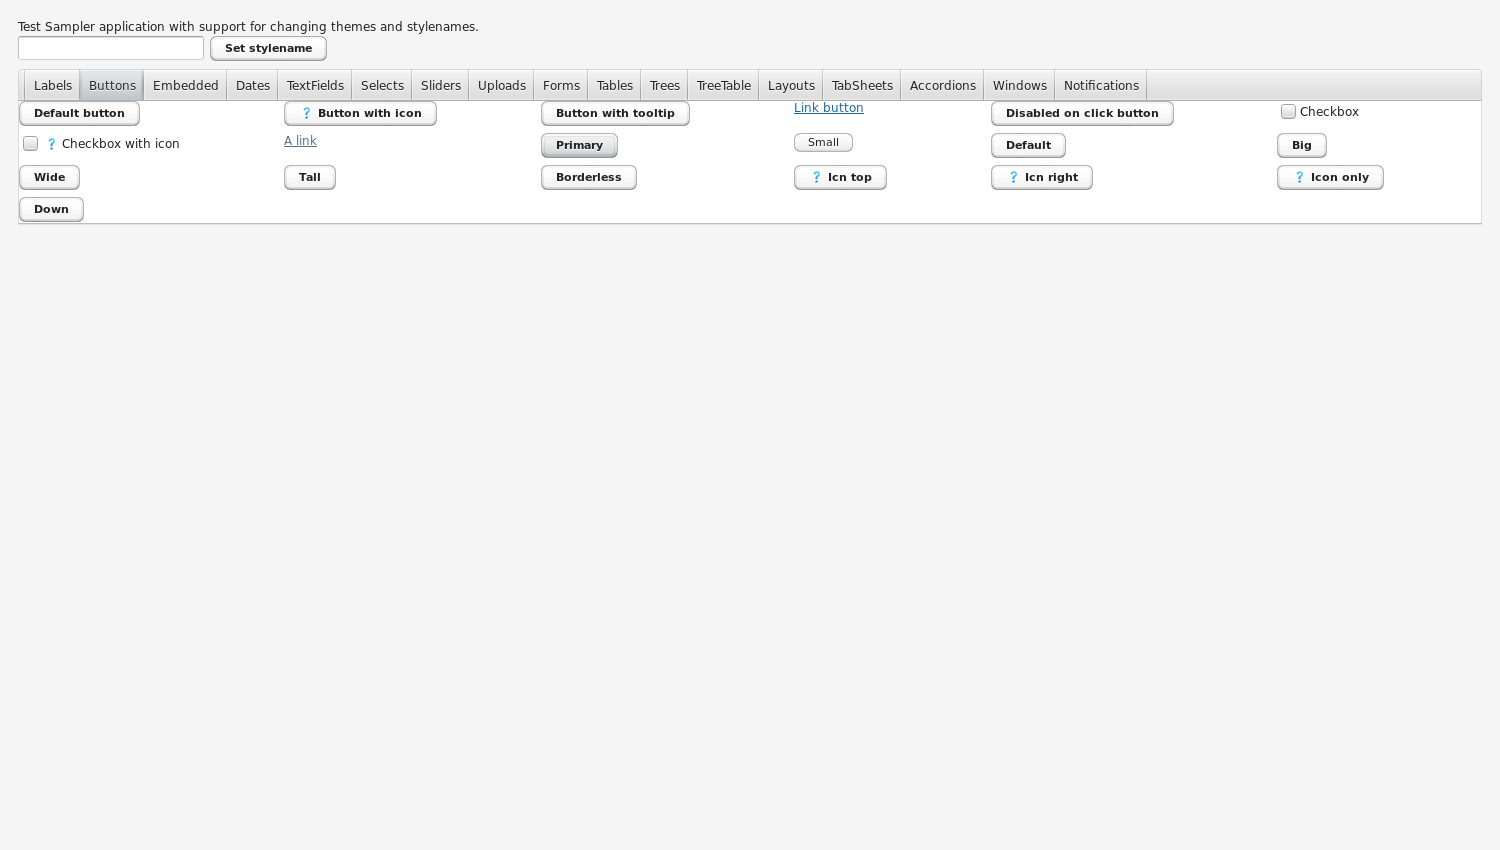 Test Sampler application with support for changing themes and stylenames.
Set stylename
Labels Buttons Embedded Dates TextFields Selects Sliders Uploads Forms Tables Trees TreeTable Layouts TabSheets Accordions Windows Notifications
Default button ? Button with icon Button with tooltip Link button Disabled on click button Checkbox
? Checkbox with icon A link Primary Small Default Big
Wide Tall Borderless ? Icn top ? Icn right ? Icon only
Down